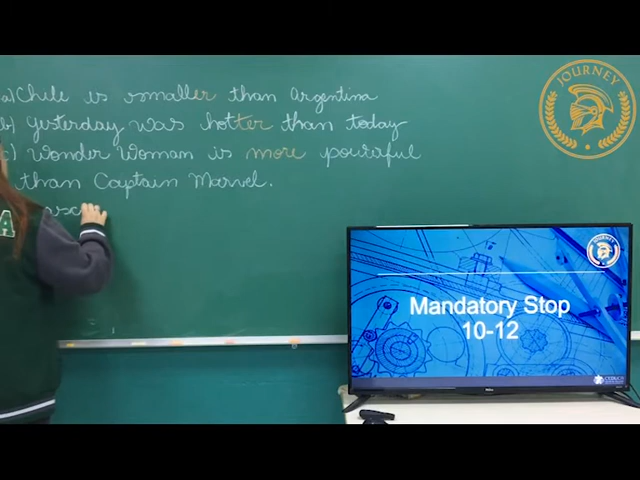 a) Chile is smaller than Argentina
b) Yesterday was hotter than today
c) Wonder Woman is more powerful
than Captain Marvel.
JOURNEY
A
Mandatory Stop
10-12